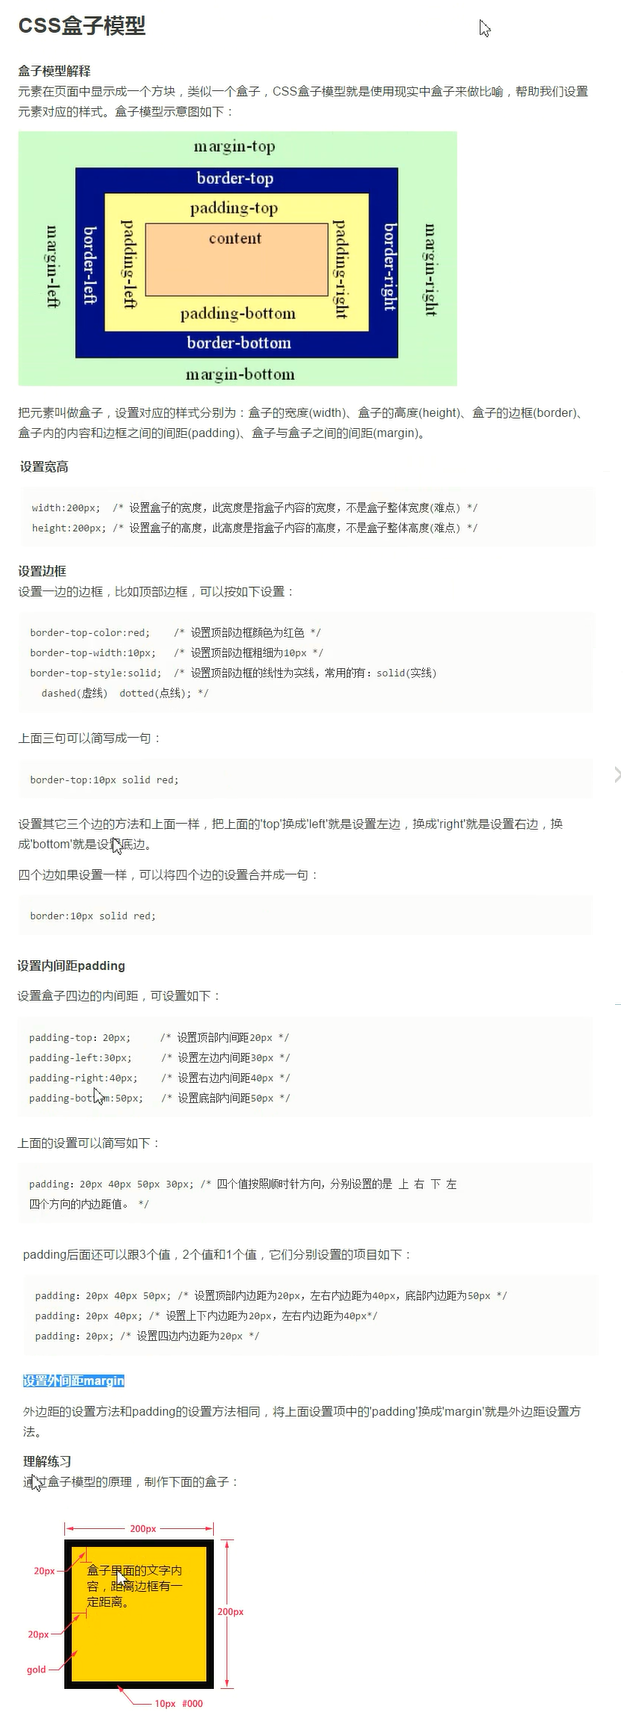 CSS盒子模型
盒子模型解释
元素在页面中显示成一个方块，类似一个盒子，CSS盒子模型就是使用现实中盒子来做比喻，帮助我们设置
元素对应的样式。盒子模型示意图如下：
margin-top
border-top
padding-top
content
margin-left
border-left
padding-left
padding-right
border-right
margin-right
padding-bottom
border-bottom
margin-bottom
把元素叫做盒子，设置对应的样式分别为：盒子的宽度(width)、盒子的高度(height)、盒子的边框(border)、
盒子内的内容和边框之间的间距(padding)、盒子与盒子之间的间距(margin)。
设置宽高
width:200px;  /* 设置盒子的宽度，此宽度是指盒子内容的宽度，不是盒子整体宽度(难点) */
height:200px; /* 设置盒子的高度，此高度是指盒子内容的高度，不是盒子整体高度(难点) */
设置边框
设置一边的边框，比如顶部边框，可以按如下设置：
border-top-color:red;    /* 设置顶部边框颜色为红色 */
border-top-width:10px;   /* 设置顶部边框粗细为10px */
border-top-style:solid;  /* 设置顶部边框的线性为实线，常用的有：solid(实线)
dashed(虚线)  dotted(点线); */
上面三句可以简写成一句：
border-top:10px solid red;
设置其它三个边的方法和上面一样，把上面的'top'换成'left'就是设置左边，换成'right'就是设置右边，换
成'bottom'就是设置底边。
四个边如果设置一样，可以将四个边的设置合并成一句：
border:10px solid red;
设置内间距padding
设置盒子四边的内间距，可设置如下：
padding-top：20px;     /* 设置顶部内间距20px */
padding-left:30px;     /* 设置左边内间距30px */
padding-right:40px;    /* 设置右边内间距40px */
padding-bottom:50px;   /* 设置底部内间距50px */
上面的设置可以简写如下：
padding：20px 40px 50px 30px; /* 四个值按照顺时针方向，分别设置的是 上 右 下 左
四个方向的内边距值。 */
padding后面还可以跟3个值，2个值和1个值，它们分别设置的项目如下：
padding：20px 40px 50px; /* 设置顶部内边距为20px，左右内边距为40px，底部内边距为50px */
padding：20px 40px; /* 设置上下内边距为20px，左右内边距为40px*/
padding：20px; /* 设置四边内边距为20px */
设置外间距margin
外边距的设置方法和padding的设置方法相同，将上面设置项中的'padding'换成'margin'就是外边距设置方
法。
理解练习
通过盒子模型的原理，制作下面的盒子：
200px
20px
盒子里面的文字内
容，距离边框有一
定距离。
200px
20px
gold
10px  #000